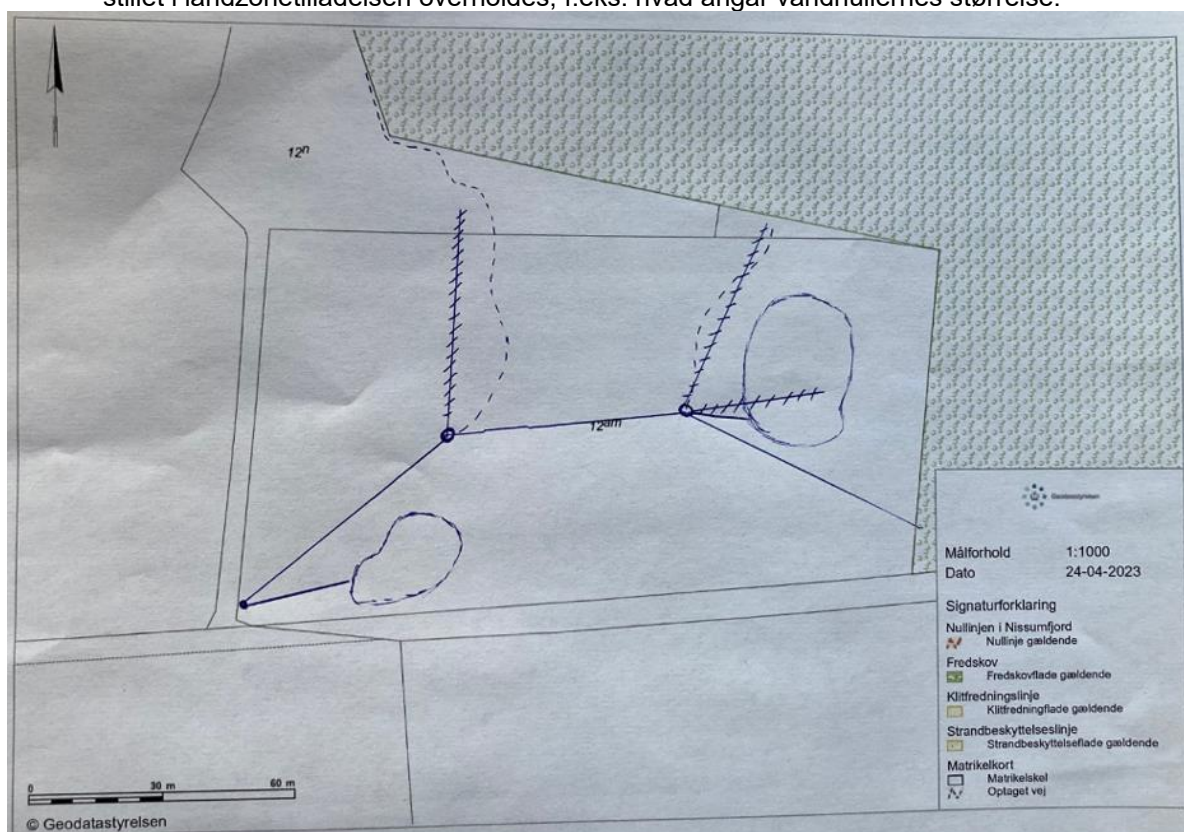 stillet i landzonetilladelsen overholdes, f.eks. hvad angår vandhullernes størrelse.
12n
12am
Geodatastyrelsen
Målforhold 1:1000
Dato 24-04-2023
Signaturforklaring
Nullinjen i Nissumfjord
Nullinje gældende
Fredskov
Fredskovflade gældende
Klitfredningslinje
Klitfredningflade gældende
Strandbeskyttelseslinje
Strandbeskyttelseflade gældende
Matrikelkort
Matrikelskel
Optaget vej
0 30 m 60 m
© Geodatastyrelsen